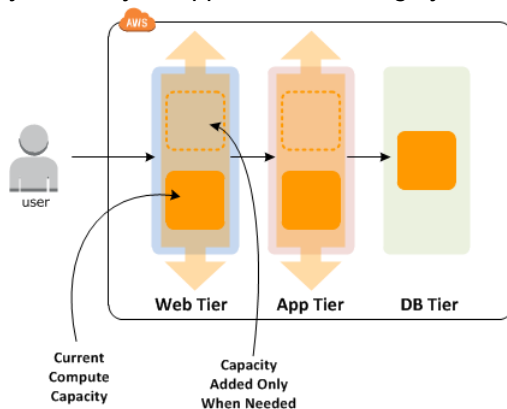 AWS
user
Web Tier
App Tier
DB Tier
Current
Compute
Capacity
Capacity
Added Only
When Needed